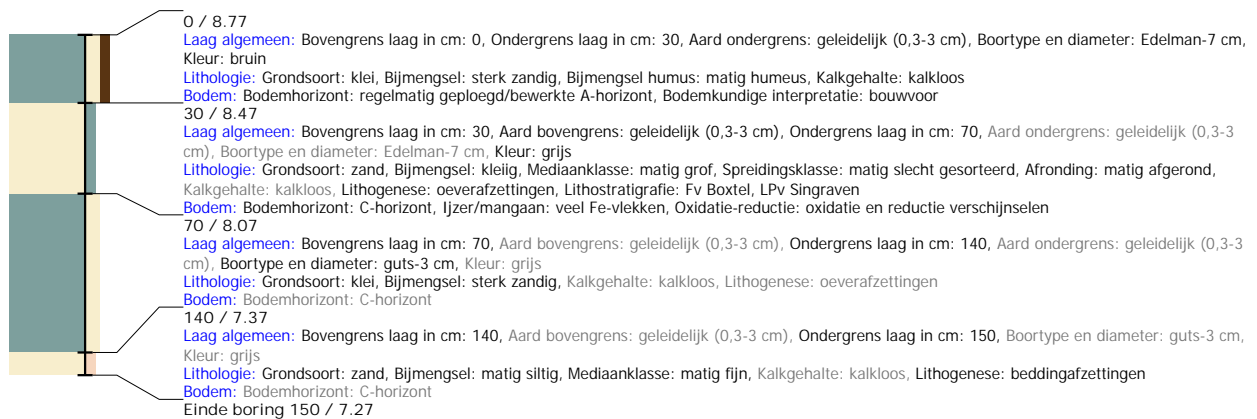 0 / 8.77
Laag algemeen: Bovengrens laag in cm: 0, Ondergrens laag in cm: 30, Aard ondergrens: geleidelijk (0,3-3 cm), Boortype en diameter: Edelman-7 cm,
Kleur: bruin
Lithologie: Grondsoort: klei, Bijmengsel: sterk zandig, Bijmengsel humus: matig humeus, Kalkgehalte: kalkloos
Bodem: Bodemhorizont: regelmatig geploegd/bewerkte A-horizont, Bodemkundige interpretatie: bouwvoor
30 / 8.47
Laag algemeen: Bovengrens laag in cm: 30, Aard bovengrens: geleidelijk (0,3-3 cm), Ondergrens laag in cm: 70, Aard ondergrens: geleidelijk (0,3-3
cm), Boortype en diameter: Edelman-7 cm, Kleur: grijs
Lithologie: Grondsoort: zand, Bijmengsel: kleiig, Mediaanklasse: matig grof, Spreidingsklasse: matig slecht gesorteerd, Afronding: matig afgerond,
Kalkgehalte: kalkloos, Lithogenese: oeverafzettingen, Lithostratigrafie: Fv Boxtel, LPv Singraven
Bodem: Bodemhorizont: C-horizont, Ijzer/mangaan: veel Fe-vlekken, Oxidatie-reductie: oxidatie en reductie verschijnselen
70 / 8.07
Laag algemeen: Bovengrens laag in cm: 70, Aard bovengrens: geleidelijk (0,3-3 cm), Ondergrens laag in cm: 140, Aard ondergrens: geleidelijk (0,3-3
cm), Boortype en diameter: guts-3 cm, Kleur: grijs
Lithologie: Grondsoort: klei, Bijmengsel: sterk zandig, Kalkgehalte: kalkloos, Lithogenese: oeverafzettingen
Bodem: Bodemhorizont: C-horizont
140 / 7.37
Laag algemeen: Bovengrens laag in cm: 140, Aard bovengrens: geleidelijk (0,3-3 cm), Ondergrens laag in cm: 150, Boortype en diameter: guts-3 cm,
Kleur: grijs
Lithologie: Grondsoort: zand, Bijmengsel: matig siltig, Mediaanklasse: matig fijn, Kalkgehalte: kalkloos, Lithogenese: beddingafzettingen
Bodem: Bodemhorizont: C-horizont
Einde boring 150 / 7.27